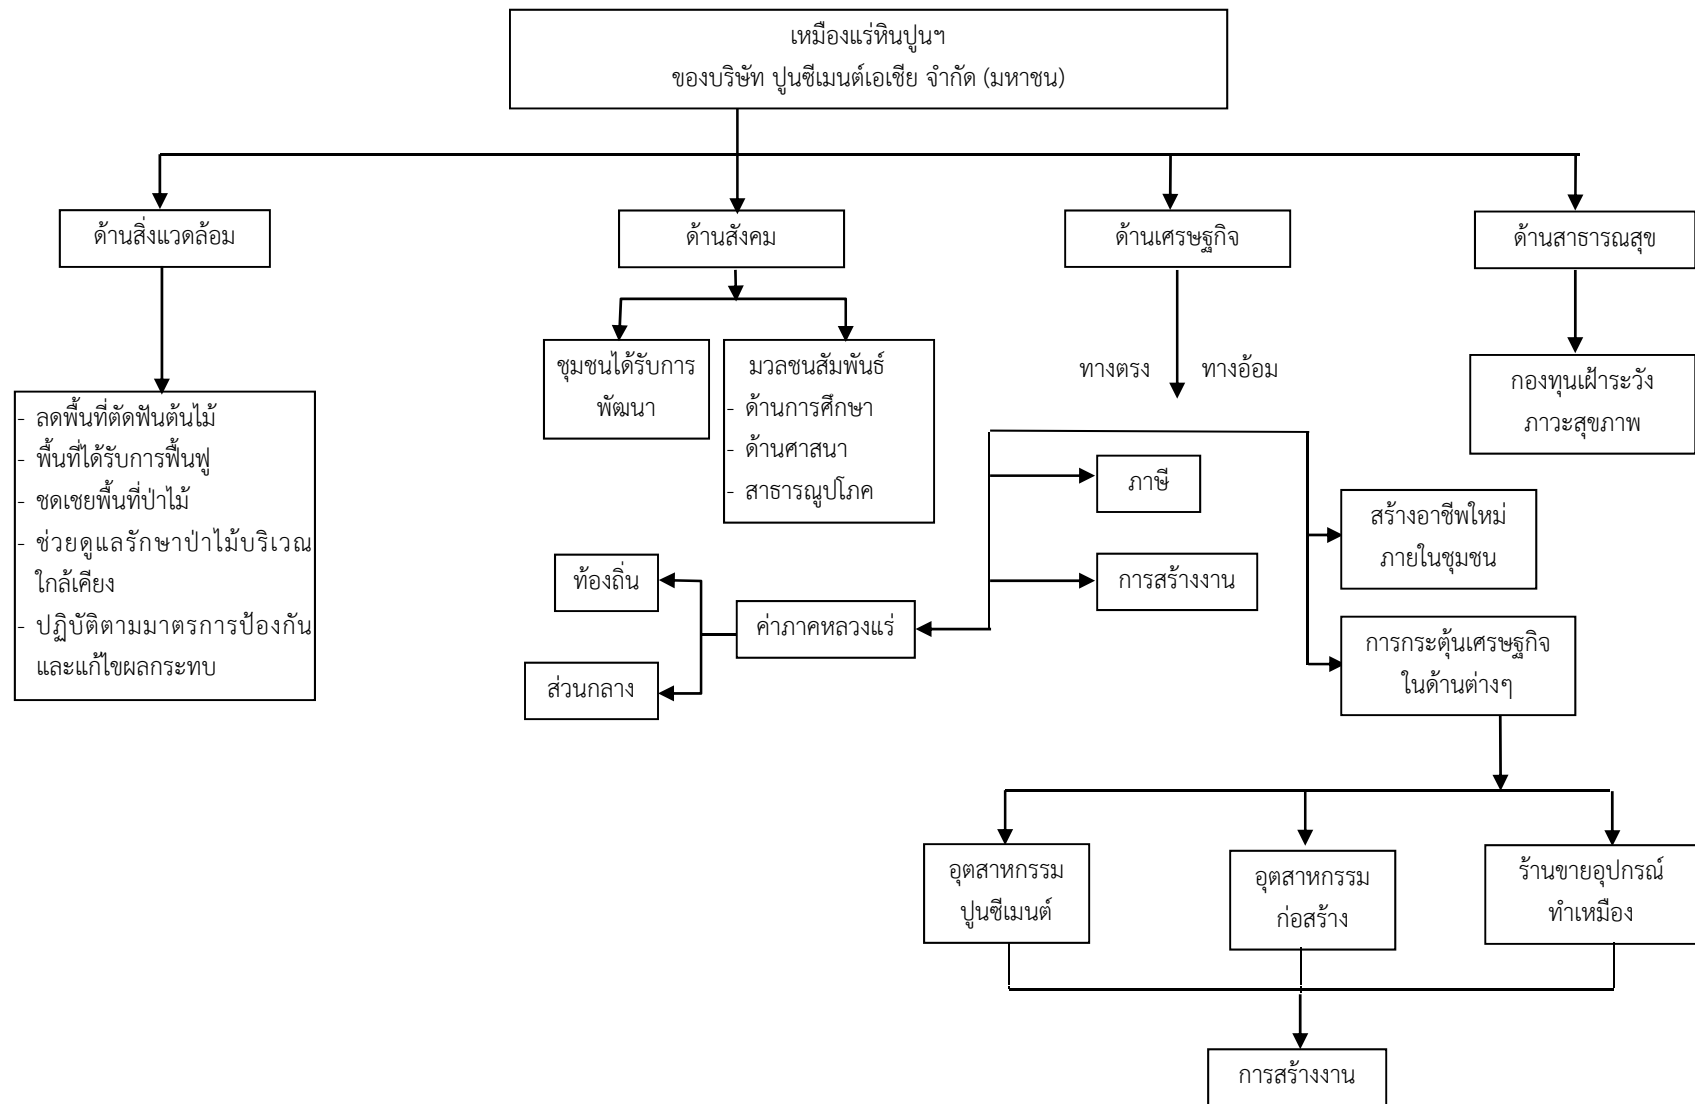 เหมืองแร่หินปูนฯ
ของบริษัท ปูนซีเมนต์เอเชีย จำกัด (มหาชน)
ด้านสิ่งแวดล้อม
ด้านสังคม
ด้านเศรษฐกิจ
ด้านสาธารณสุข
- ลดพื้นที่ตัดฟันต้นไม้
- พื้นที่ได้รับการฟื้นฟู
- ชดเชยพื้นที่ป่าไม้
- ช่วยดูแลรักษาป่าไม้บริเวณ
ใกล้เคียง
- ปฏิบัติตามมาตรการป้องกัน
และแก้ไขผลกระทบ
ชุมชนได้รับการ
พัฒนา
มวลชนสัมพันธ์
- ด้านการศึกษา
- ด้านศาสนา
- สาธารณูปโภค
ทางตรง
ทางอ้อม
กองทุนเฝ้าระวัง
ภาวะสุขภาพ
ภาษี
การสร้างงาน
ค่าภาคหลวงแร่
ท้องถิ่น
ส่วนกลาง
สร้างอาชีพใหม่
ภายในชุมชน
การกระตุ้นเศรษฐกิจ
ในด้านต่างๆ
อุตสาหกรรม
ปูนซีเมนต์
อุตสาหกรรม
ก่อสร้าง
ร้านขายอุปกรณ์
ทำเหมือง
การสร้างงาน